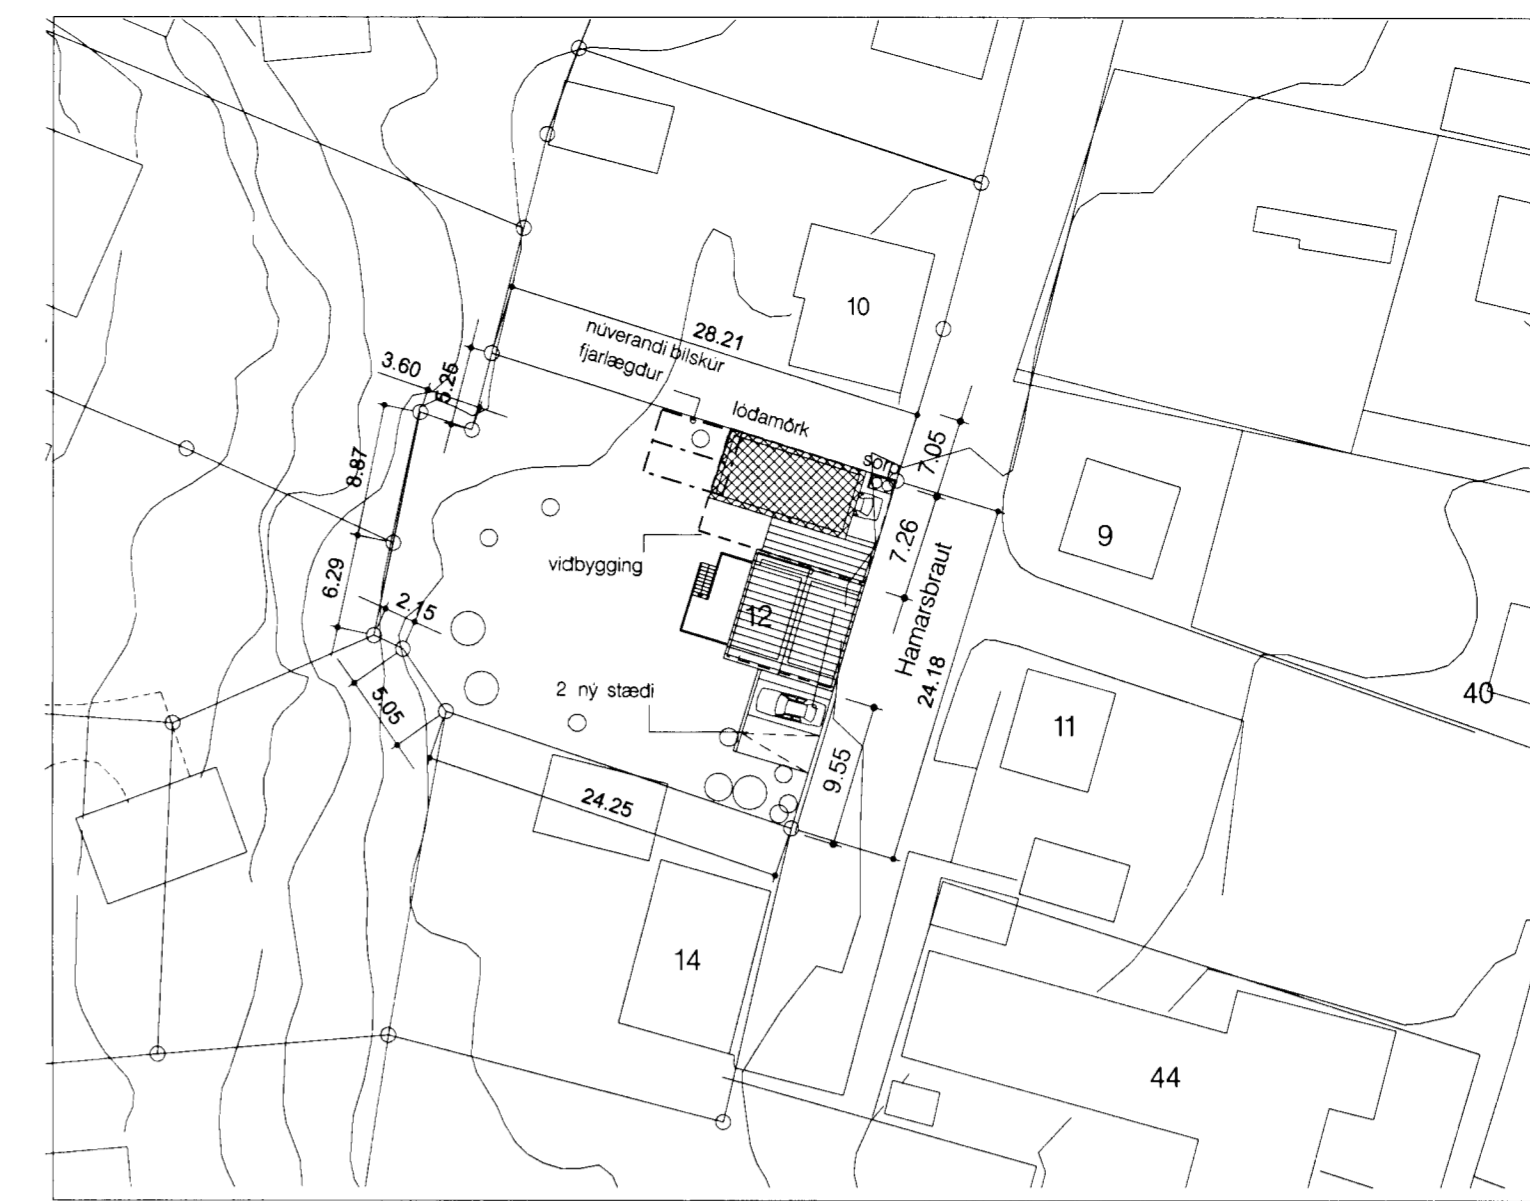 10
28.21
núverandi bílskúr
fjarlægður
3.60
5.25
lóðamörk
sorp
7.05
8.87
9
7.26
viðbygging
6.29
2.15
12
Hamarsbraut
24.18
2 ný stæði
40
5.05
11
9.55
24.25
14
44